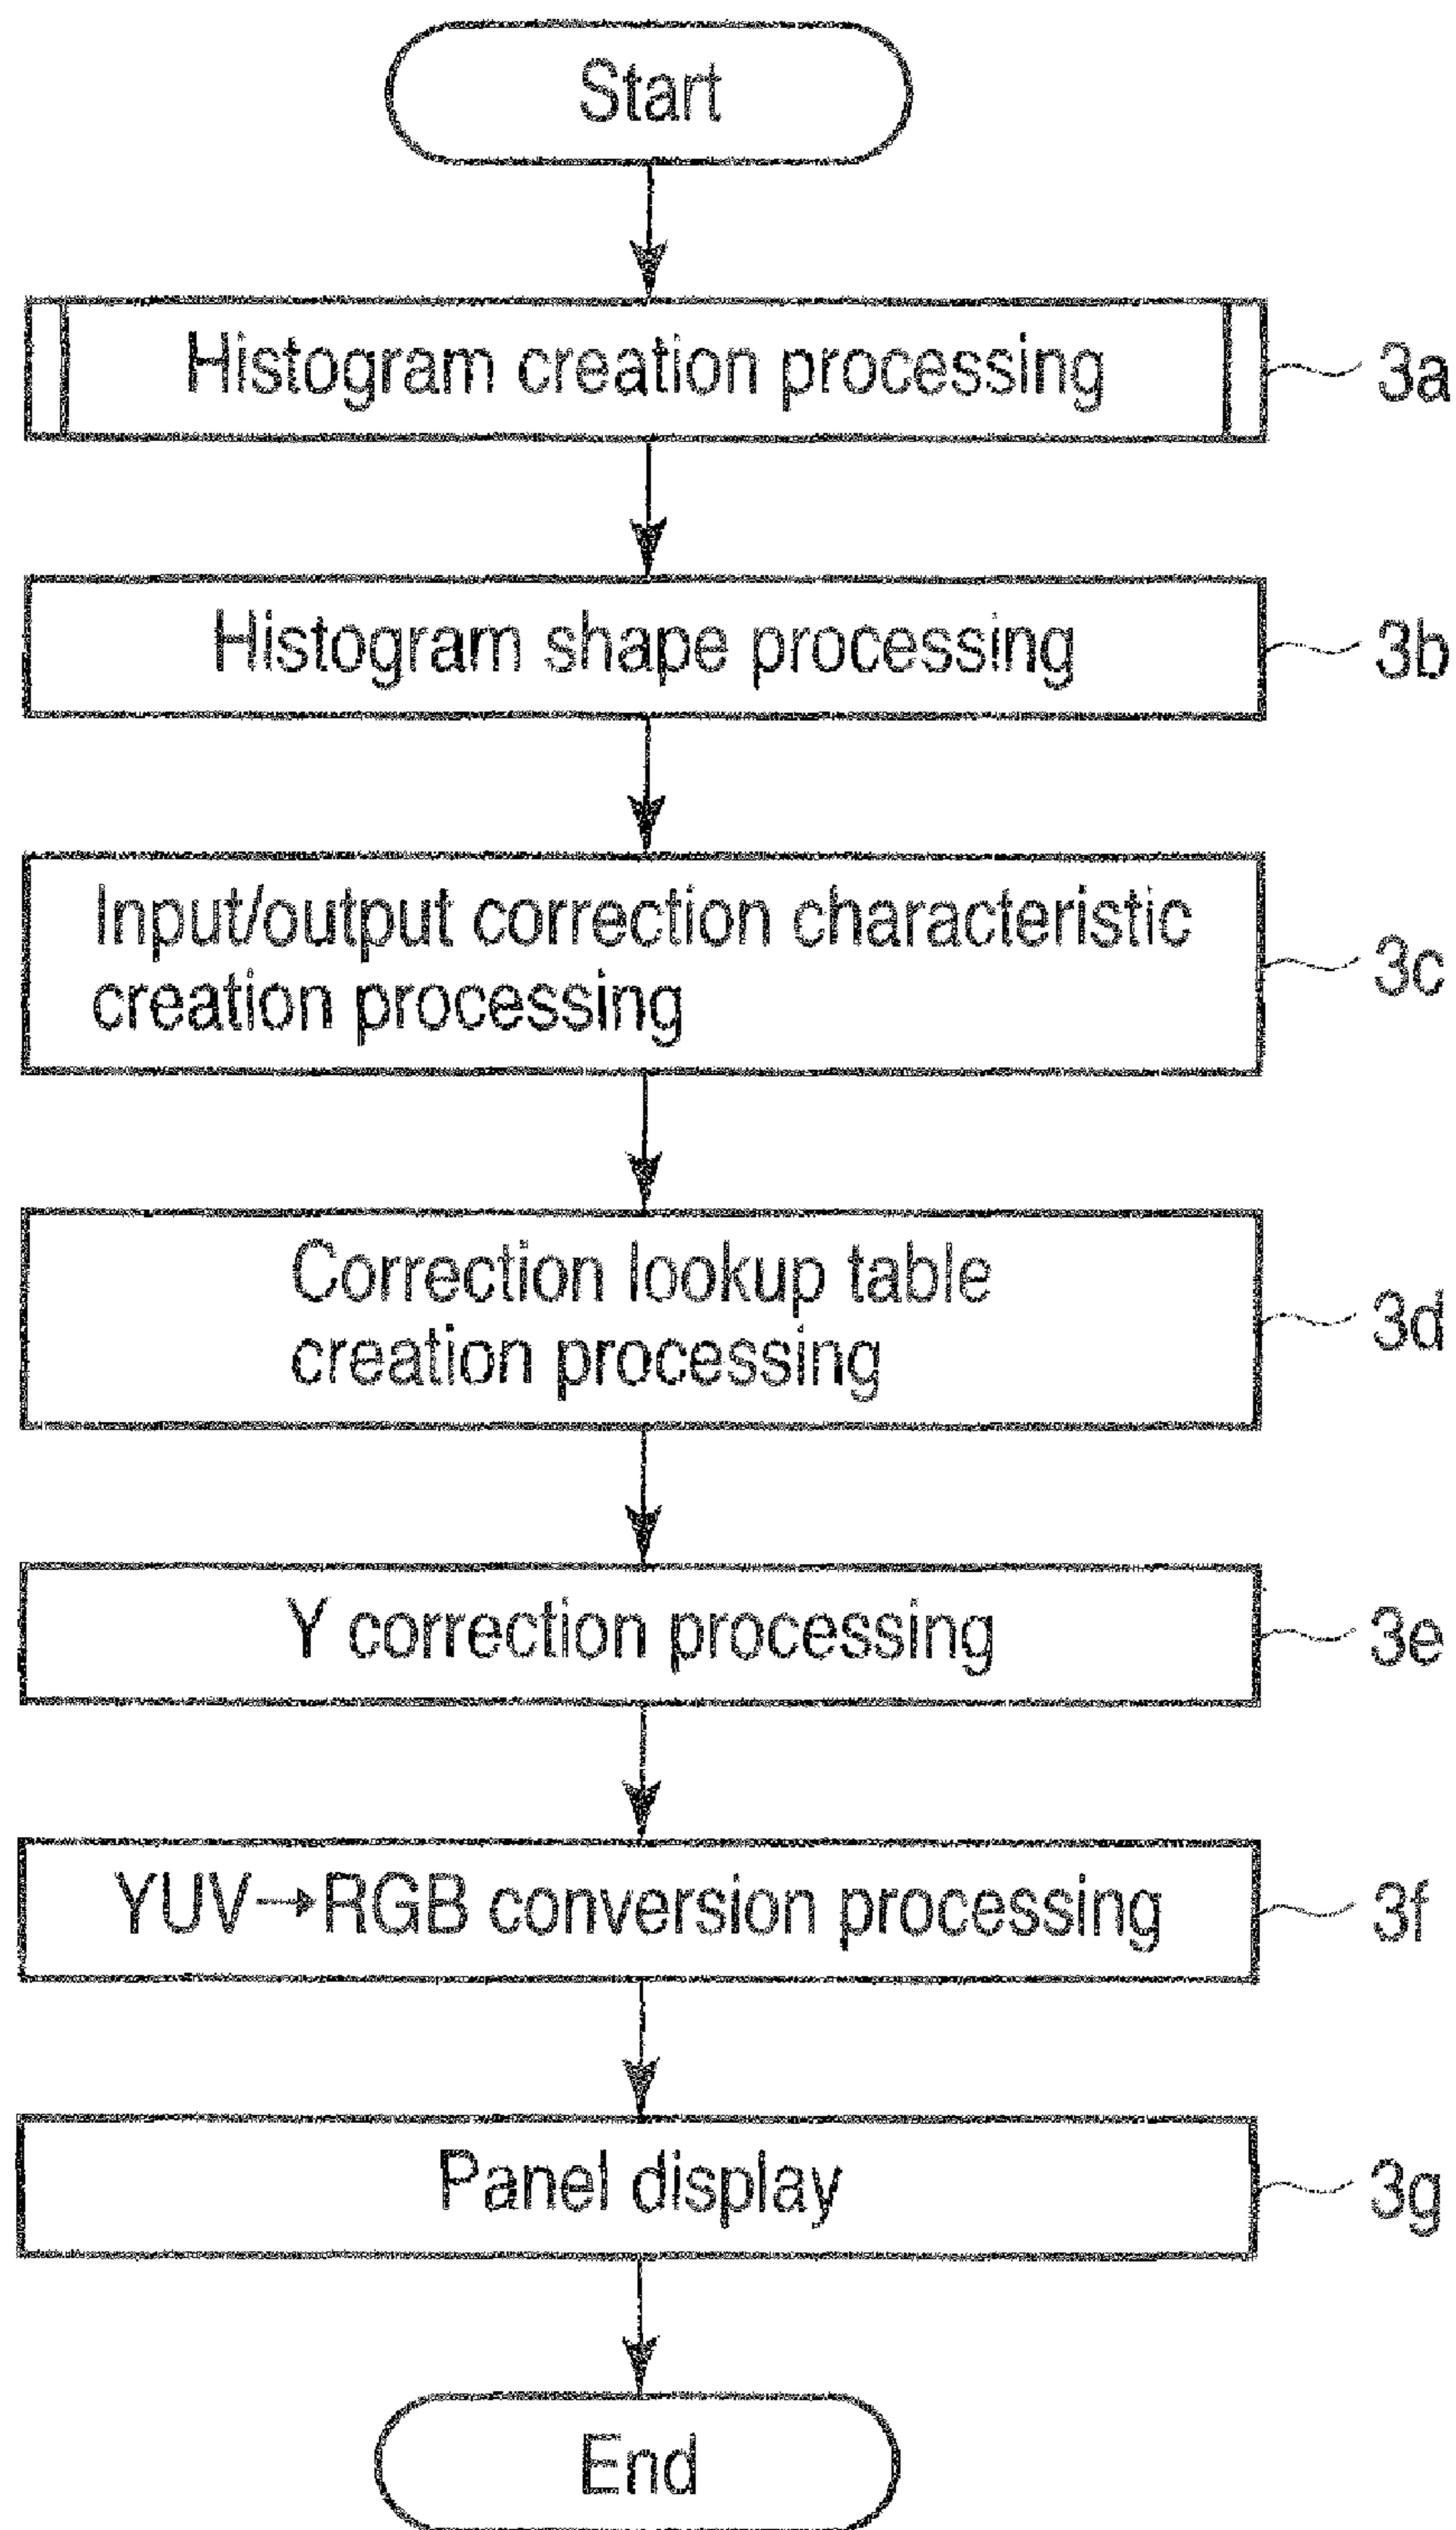 Start
Histogram creation processing
3a
Histogram shape processing
3b
Input/output correction characteristic
creation processing
3c
Correction lookup table
creation processing
3d
Y correction processing
3e
YUV→RGB conversion processing
3f
Panel display
3g
End